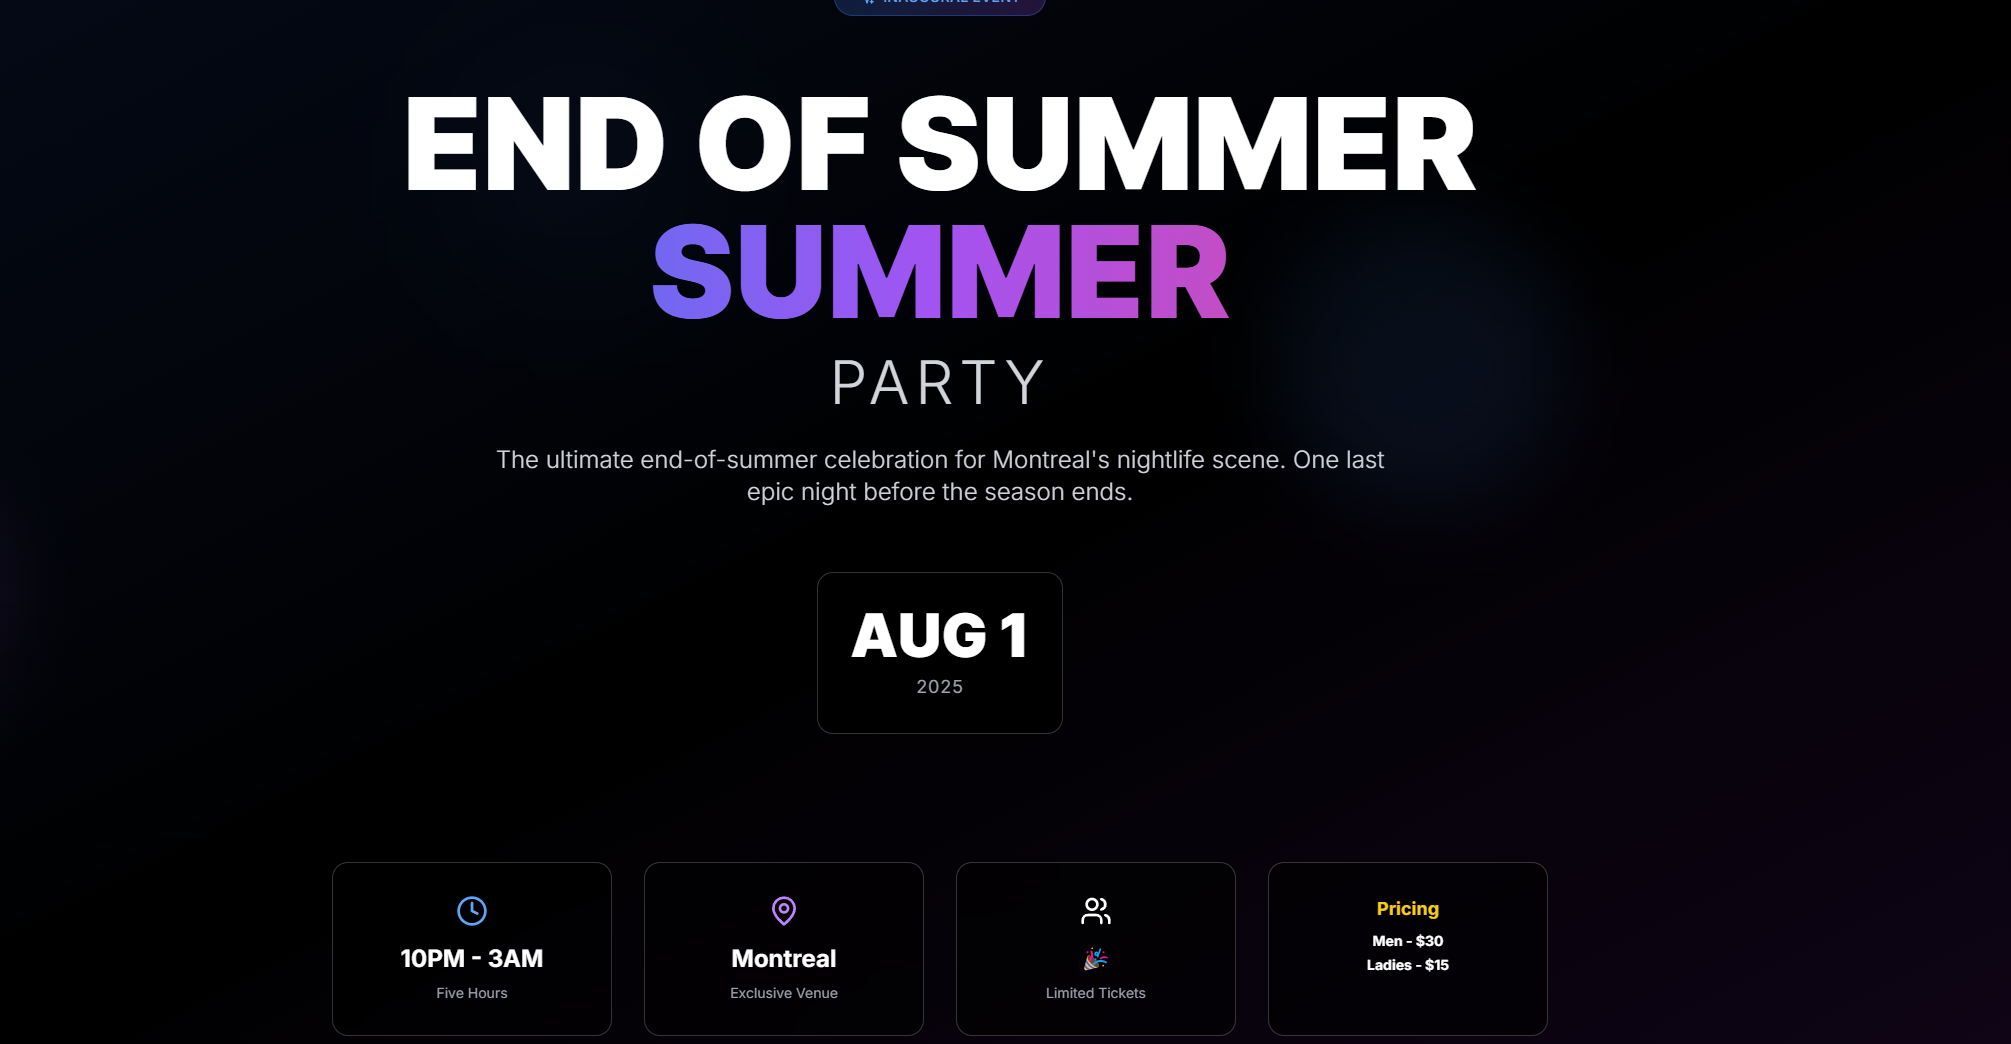 INAUGURAL EVENT
END OF SUMMER
SUMMER
PARTY
The ultimate end-of-summer celebration for Montreal's nightlife scene. One last
epic night before the season ends.
AUG 1
2025
10PM - 3AM
Five Hours
Montreal
Exclusive Venue
Limited Tickets
Pricing
Men - $30
Ladies - $15